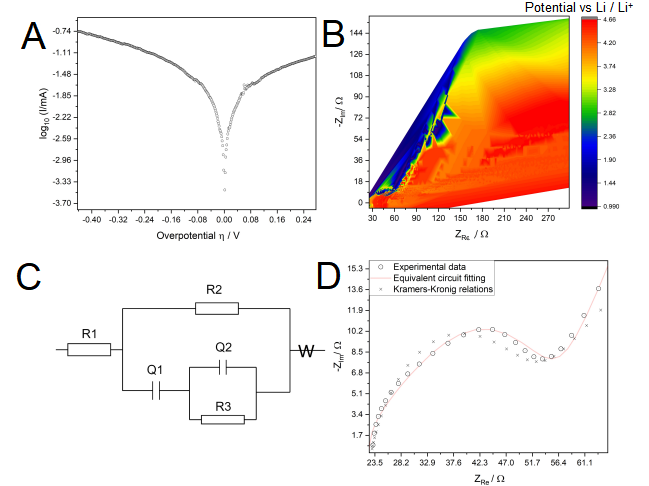 Potential vs Li / Li+
A
-0.74
-1.11
-1.48
-1.85
-2.22
-2.59
-2.96
-3.33
-3.70
log10 (I/mA)
-0.40 -0.32 -0.24 -0.16 -0.08 0.00 0.08 0.16 0.24
Overpotential η / V
B
144
126
108
90
72
54
36
18
0
-ZIm/ Ω
30 60 90 120 150 180 210 240 270
ZRe / Ω
4.66
4.36
3.82
3.28
2.74
2.44
1.90
1.60
0.990
C
R1
R2
Q1
Q2
R3
W
D
Experimental data
Equivalent circuit fitting
Kramers-Kronig relations
15.3
13.6
11.9
10.2
8.5
6.8
5.1
3.4
1.7
-ZIm/ Ω
23.5 28.2 32.9 37.6 42.3 47.0 51.7 56.4 61.1
ZRe / Ω